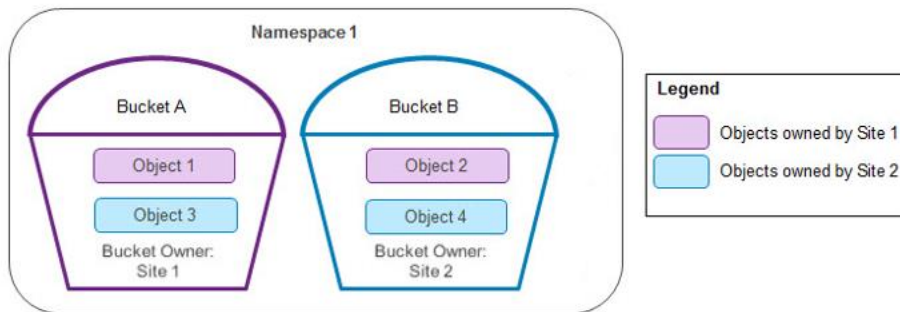 Namespace 1
Bucket A
Object 1
Object 3
Bucket Owner:
Site 1
Bucket B
Object 2
Object 4
Bucket Owner:
Site 2
Legend
Objects owned by Site 1
Objects owned by Site 2